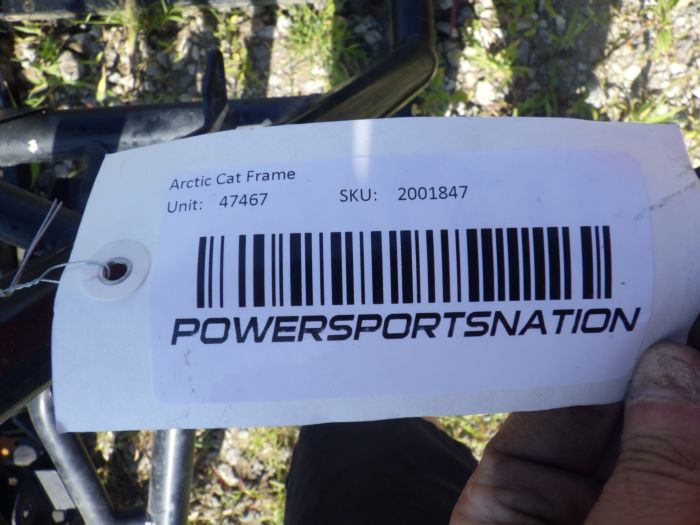 Arctic Cat Frame
Unit: 47467 SKU: 2001847
POWERSPORTSNATION